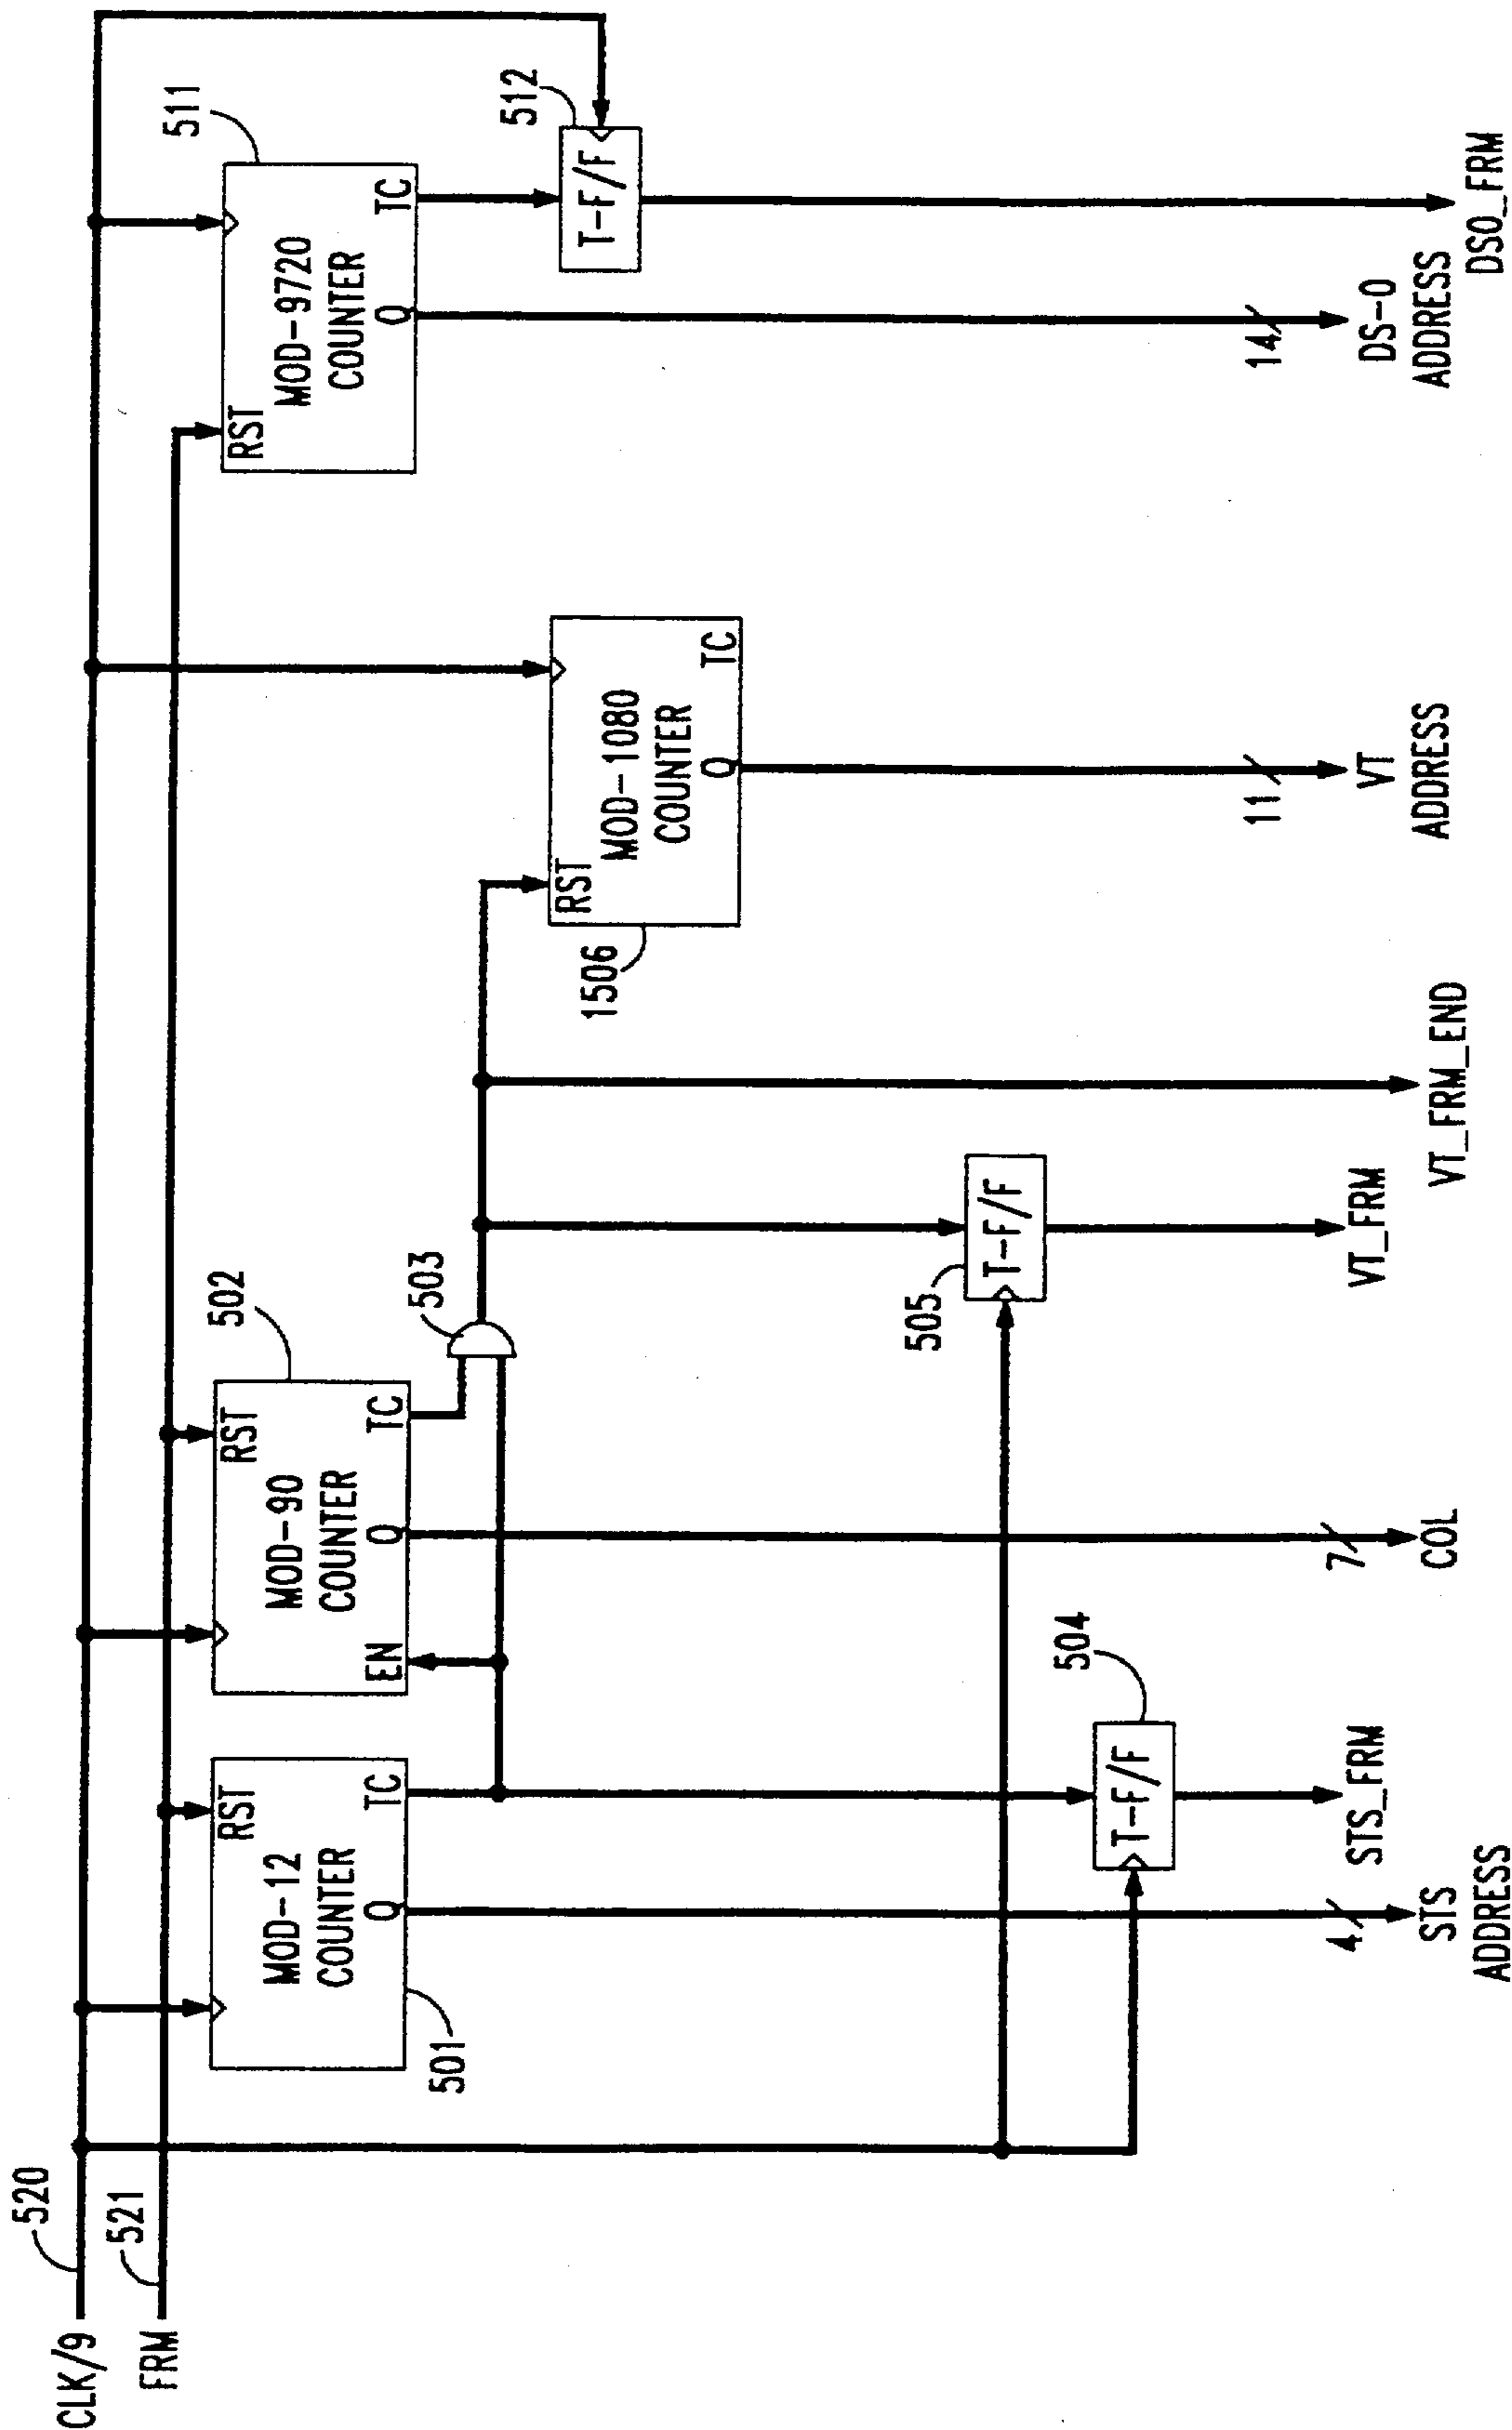 CLK/9
520
FRM
521
RST
MOD-12
COUNTER
Q
TC
501
502
RST
MOD-90
COUNTER
EN
Q
TC
503
511
RST
MOD-9720
COUNTER
Q
TC
512
T-F/F
1506
RST
MOD-1080
COUNTER
Q
TC
504
T-F/F
505
T-F/F
4
STS
ADDRESS
STS_FRM
7
COL
VT_FRM
VT_FRM_END
11
VT
ADDRESS
14
DS-0
ADDRESS
DS0_FRM